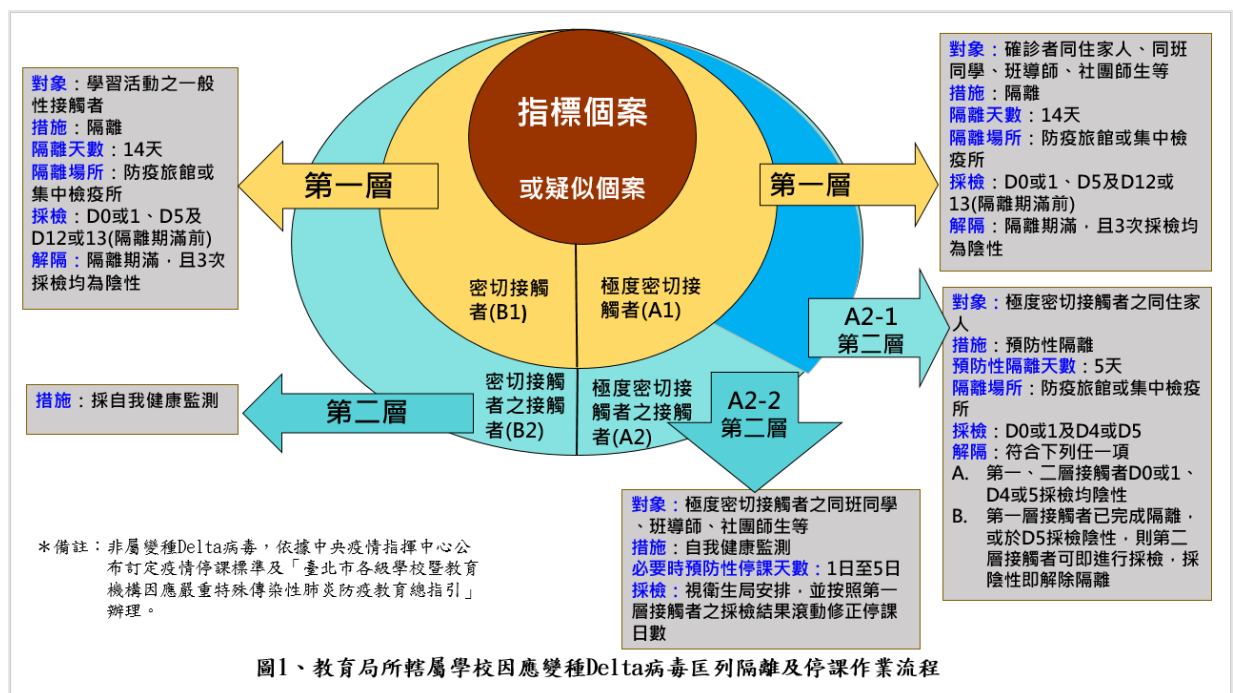 對象：學習活動之一般
性接觸者
措施：隔離
隔離天數：14天
隔離場所：防疫旅館或
集中檢疫所
採檢：D0或1、D5及
D12或13(隔離期滿前)
解隔：隔離期滿，且3次
採檢均為陰性
第一層
指標個案
或疑似個案
第一層
對象：確診者同住家人、同班
同學、班導師、社團師生等
措施：隔離
隔離天數：14天
隔離場所：防疫旅館或集中檢
疫所
採檢：D0或1、D5及D12或
13(隔離期滿前)
解隔：隔離期滿，且3次採檢均
為陰性
密切接觸
者(B1)
極度密切接
觸者(A1)
措施：採自我健康監測
第二層
密切接觸
者之接觸
者(B2)
極度密切接
觸者之接觸
者(A2)
A2-1
第二層
對象：極度密切接觸者之同住家
人
措施：預防性隔離
預防性隔離天數：5天
隔離場所：防疫旅館或集中檢疫
所
採檢：D0或1及D4或D5
解隔：符合下列任一項
A. 第一、二層接觸者D0或1、
D4或5採檢均陰性
B. 第一層接觸者已完成隔離，
或於D5採檢陰性，則第二
層接觸者可即進行採檢，採
陰性即解除隔離
A2-2
第二層
對象：極度密切接觸者之同班同學
、班導師、社團師生等
措施：自我健康監測
必要時預防性停課天數：1日至5日
採檢：視衛生局安排，並按照第一
層接觸者之採檢結果滾動修正停課
日數
＊備註：非屬變種Delta病毒，依據中央疫情指揮中心公
布訂定疫情停課標準及「臺北市各級學校暨教育
機構因應嚴重特殊傳染性肺炎防疫教育總指引」
辦理。
圖1、教育局所轄屬學校因應變種Delta病毒匡列隔離及停課作業流程